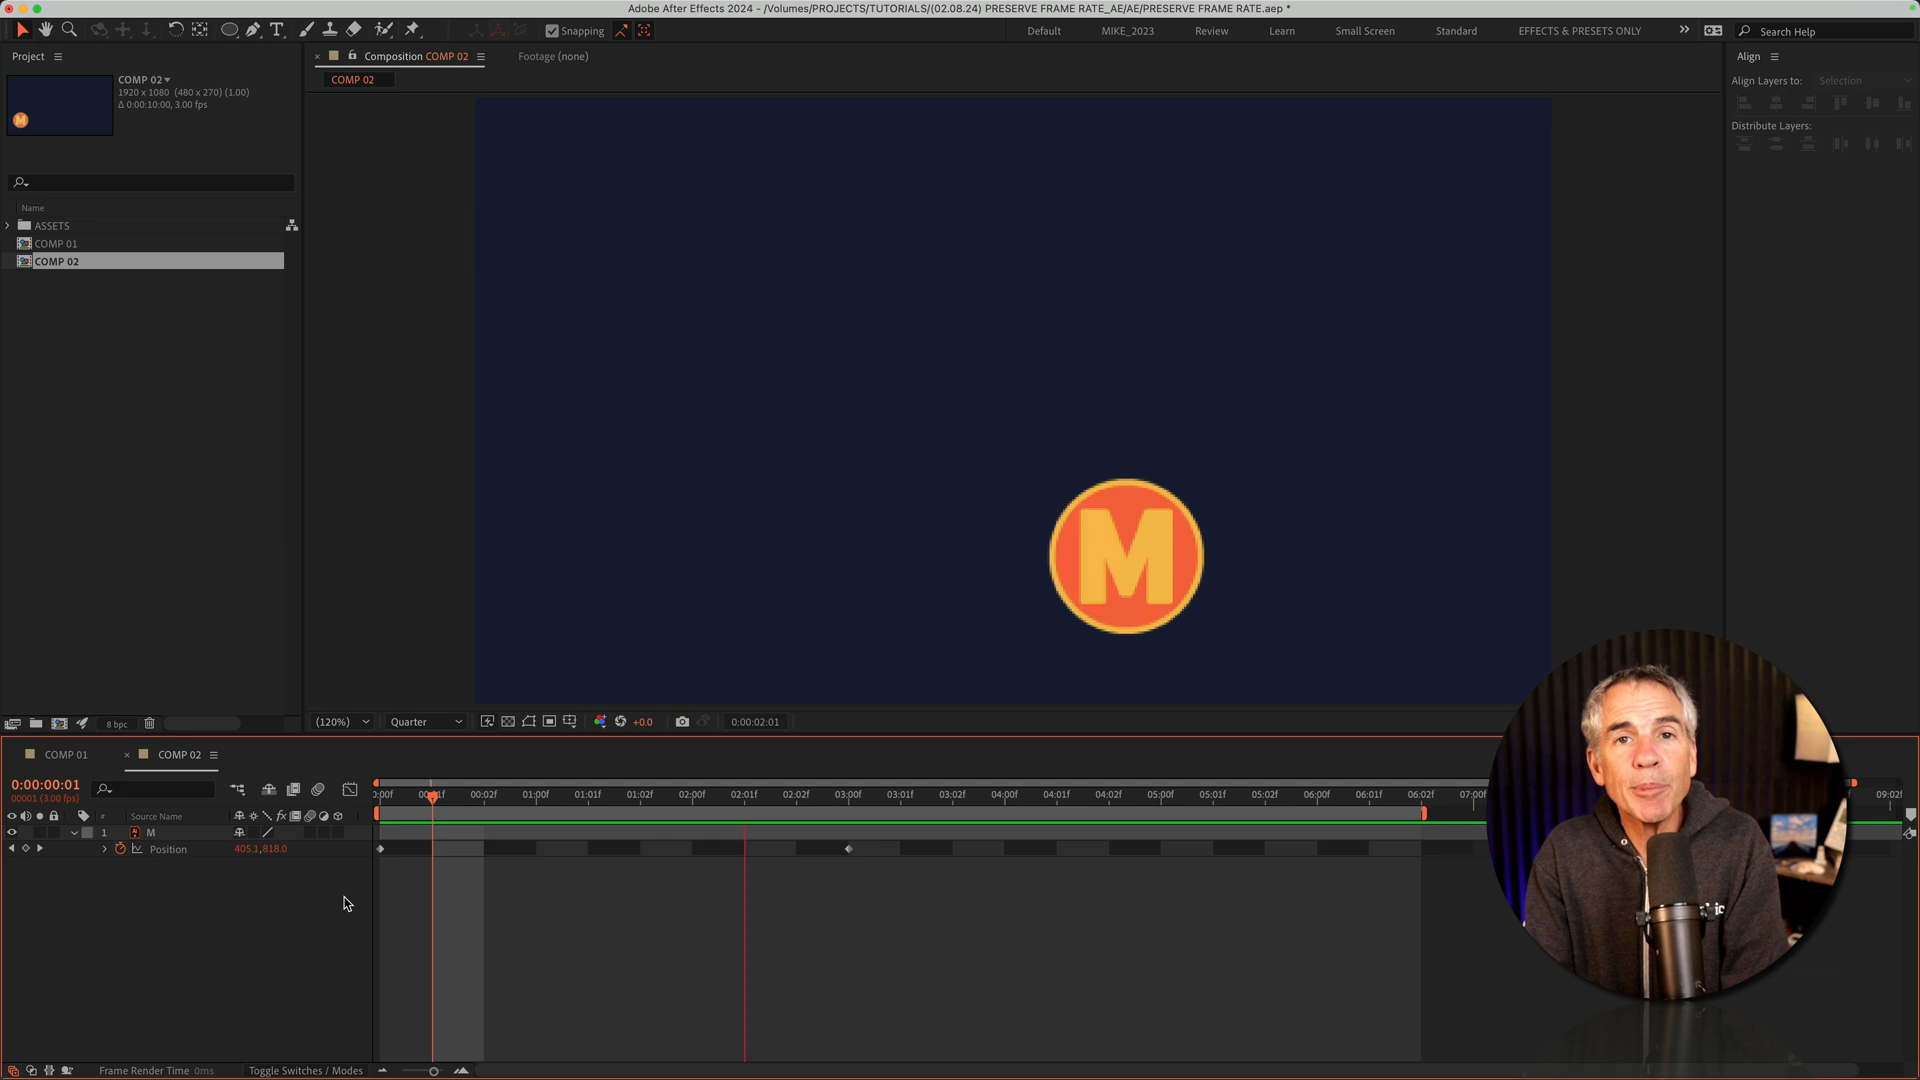 Adobe After Effects 2024 - /Volumes/PROJECTS/TUTORIALS/(02.08.24) PRESERVE FRAME RATE_AE/AE/PRESERVE FRAME RATE.aep *
Snapping
Default
MIKE_2023
Review
Learn
Small Screen
Standard
EFFECTS & PRESETS ONLY
Search Help
Project
COMP 02
1920 x 1080 (480 x 270) (1.00)
Δ 0:00:10:00, 3.00 fps
M
Name
ASSETS
COMP 01
COMP 02
8 bpc
Composition COMP 02
Footage (none)
COMP 02
M
(120%)
Quarter
+0.0
0:00:02:01
Align
Align Layers to:
Selection
Distribute Layers:
COMP 01
COMP 02
0:00:00:01
00001 (3.00 fps)
:00f 00:01f 00:02f 01:00f 01:01f 01:02f 02:00f 02:01f 02:02f 03:00f 03:01f 03:02f 04:00f 04:01f 04:02f 05:00f 05:01f 05:02f 06:00f 06:01f 06:02f 07:00f 09:02f
# Source Name
fx
1 M
Position 405.1,818.0
Frame Render Time 0ms
Toggle Switches / Modes